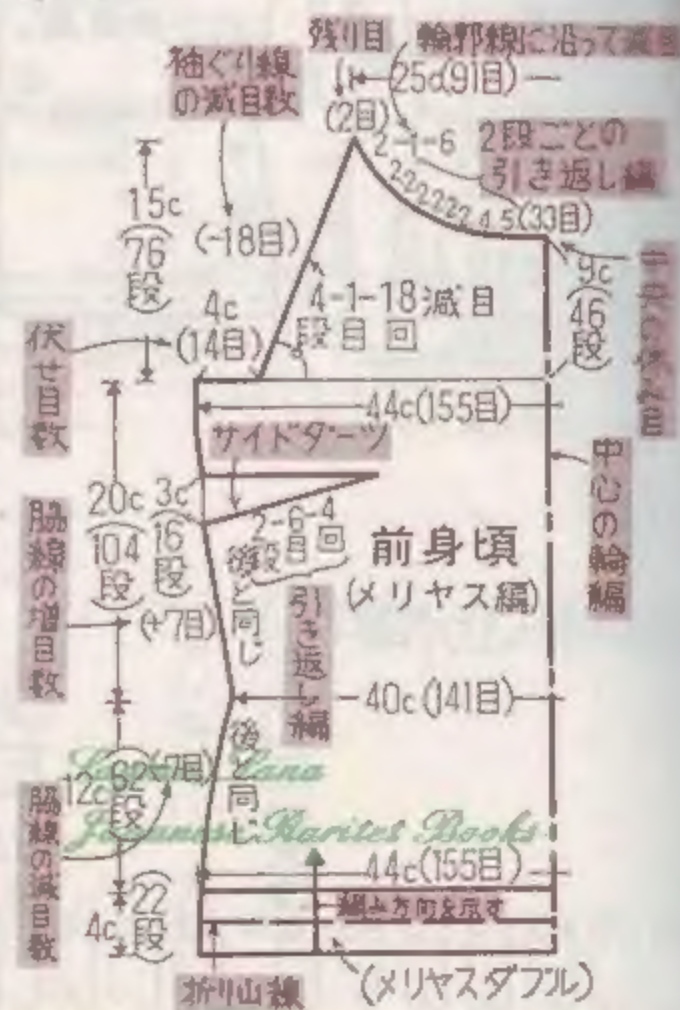 残り目
輪郭線に沿って減目
袖ぐり線
の減目数
25c(91目)
(2目)
2-1-6
2段ごとの
引き返し編
2-2-2-2-2-2 4.5(33目)
15c
(76段)
(-18目)
4c
(14目)
4-1-18減目
段目回
9c
(46段)
伏せ目数
44c(155目)
サイドダーツ
中心の輪編
20c
(104段)
3c
(16段)
2-6-4
段目回
前身頃
(メリヤス編)
脇線の増目数
(+7目)
後と同じ
引き返し編
40c(141目)
12c
62段
(-7目)
後と同じ
Lana
Japanese Rarites Books
44c(155目)
脇線の減目数
4c
(22段)
編み方向を示す
折り山線
(メリヤスダブル)